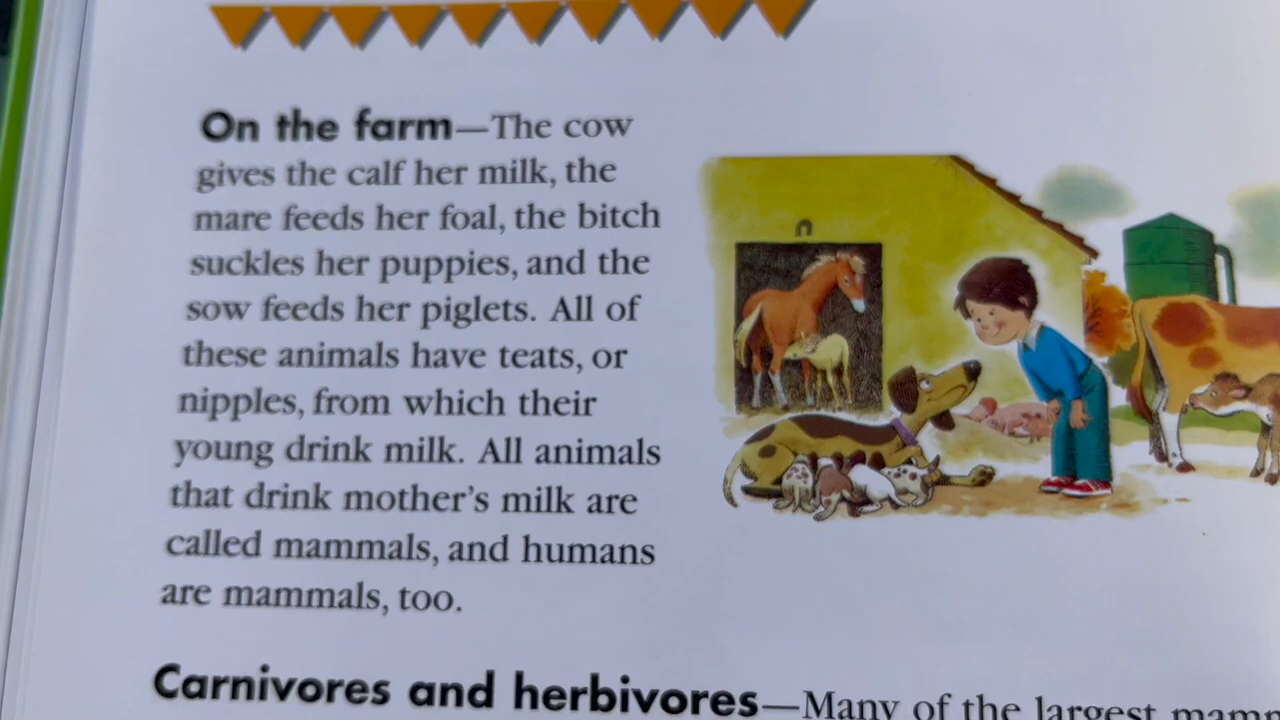 On the farm—The cow
gives the calf her milk, the
mare feeds her foal, the bitch
suckles her puppies, and the
sow feeds her piglets. All of
these animals have teats, or
nipples, from which their
young drink milk. All animals
that drink mother's milk are
called mammals, and humans
are mammals, too.
Carnivores and herbivores—Many of the largest